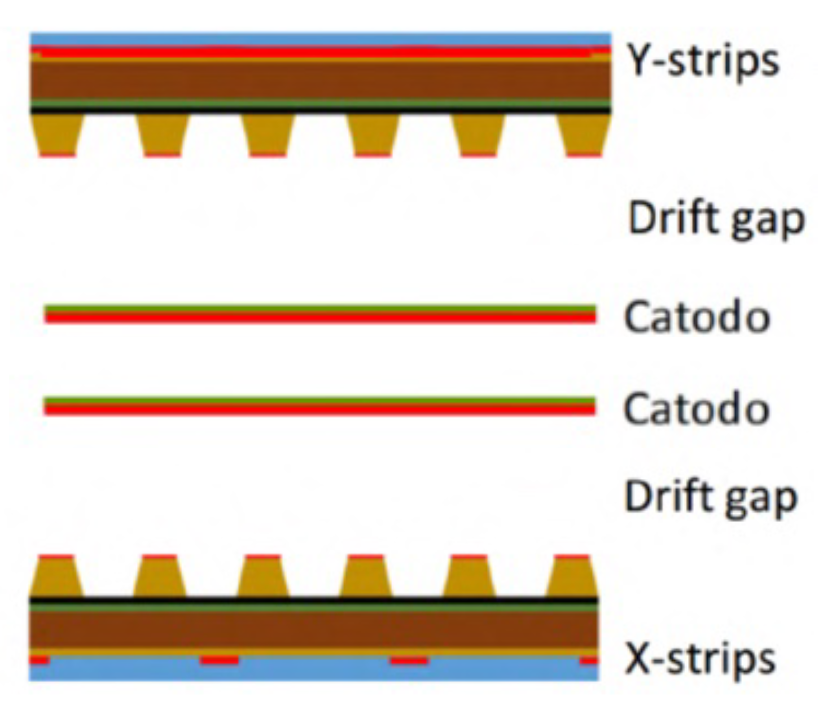 Y-strips
Drift gap
Catodo
Catodo
Drift gap
X-strips